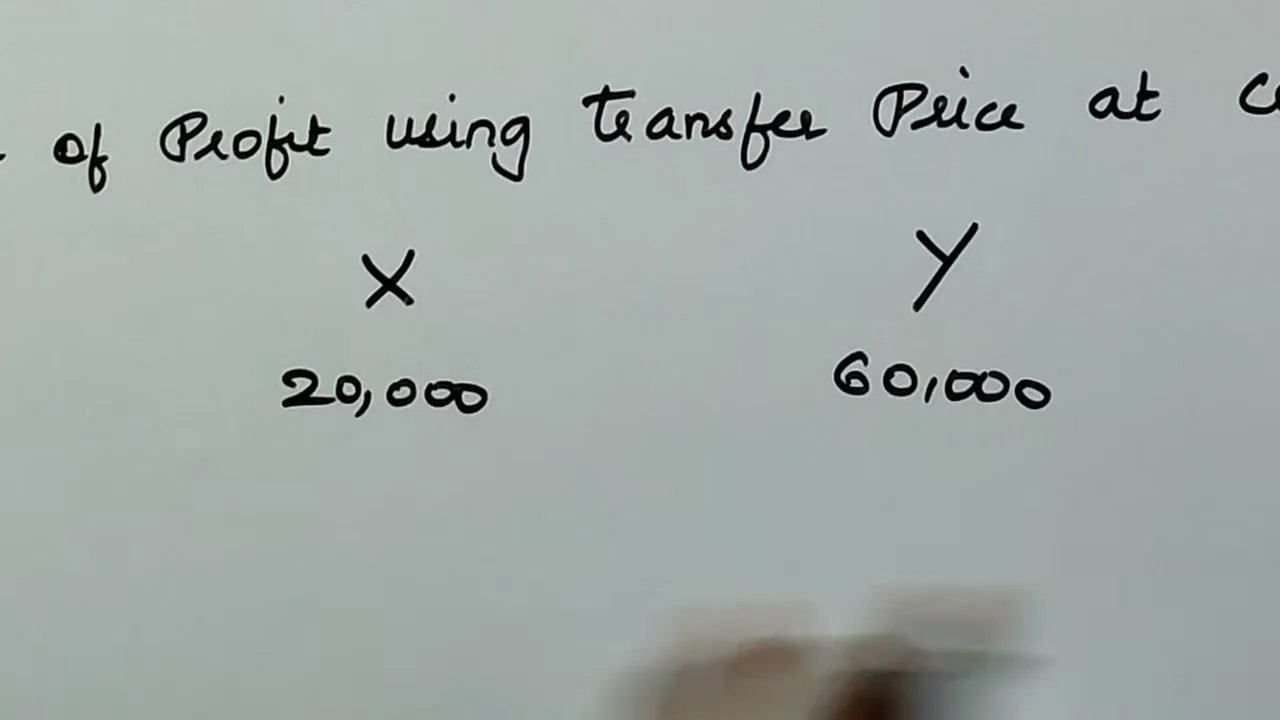 of Profit using transfer Price at
X Y
20,000 60,000